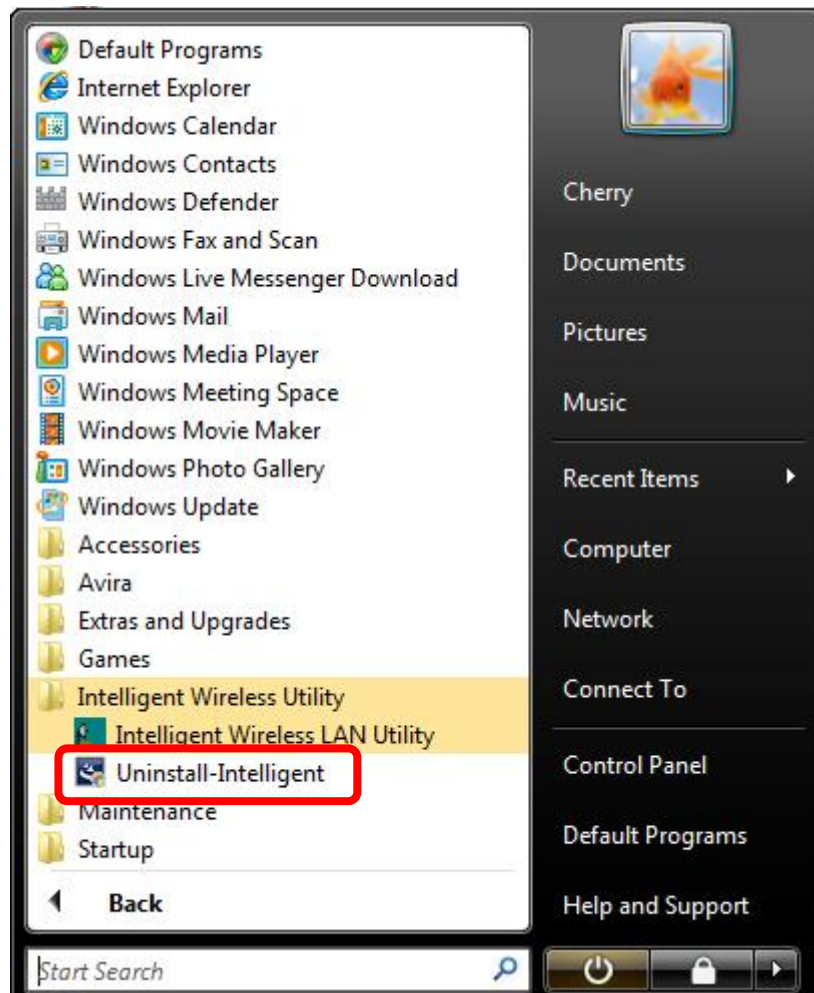 Default Programs
Internet Explorer
Windows Calendar
Windows Contacts
Windows Defender
Windows Fax and Scan
Windows Live Messenger Download
Windows Mail
Windows Media Player
Windows Meeting Space
Windows Movie Maker
Windows Photo Gallery
Windows Update
Accessories
Avira
Extras and Upgrades
Games
Intelligent Wireless Utility
Intelligent Wireless LAN Utility
Uninstall-Intelligent
Maintenance
Startup
Back
Start Search
Cherry
Documents
Pictures
Music
Recent Items
Computer
Network
Connect To
Control Panel
Default Programs
Help and Support